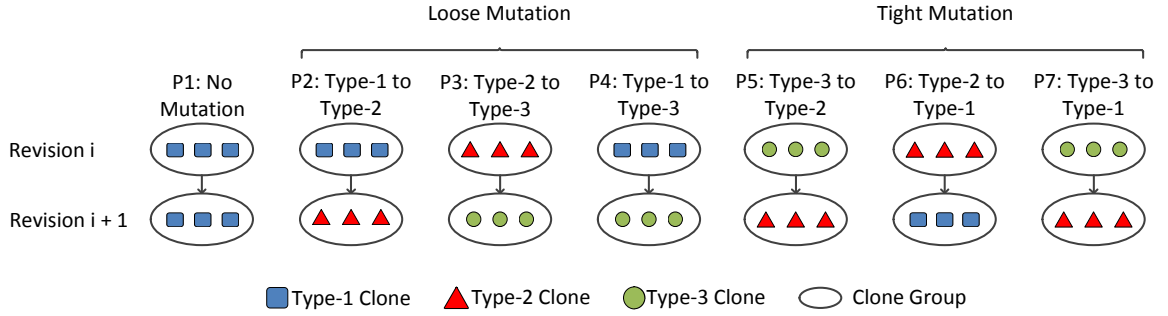 Loose Mutation
Tight Mutation
P1: No
Mutation
P2: Type-1 to
Type-2
P3: Type-2 to
Type-3
P4: Type-1 to
Type-3
P5: Type-3 to
Type-2
P6: Type-2 to
Type-1
P7: Type-3 to
Type-1
Revision i
Revision i + 1
Type-1 Clone
Type-2 Clone
Type-3 Clone
Clone Group